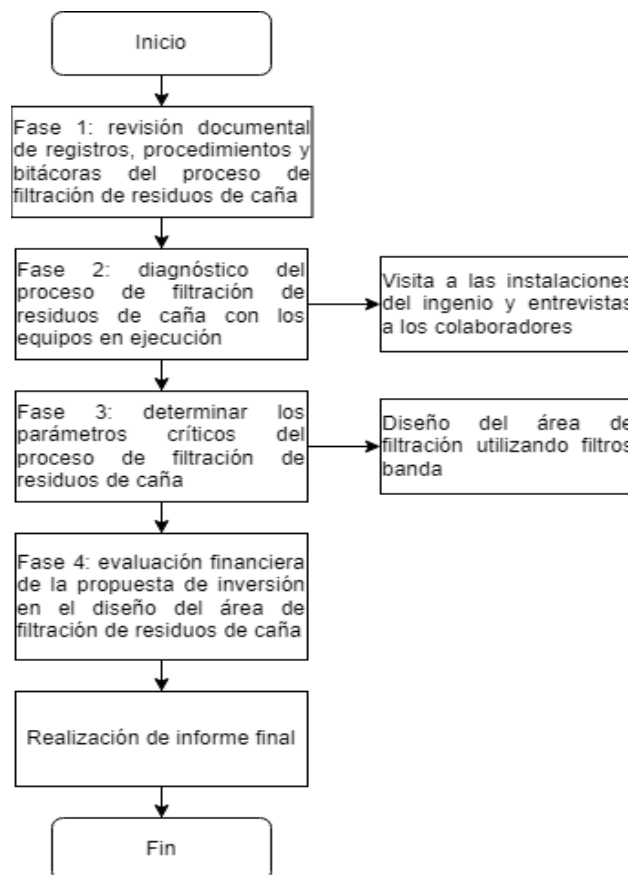 Inicio
Fase 1: revisión documental
de registros, procedimientos y
bitácoras del proceso de
filtración de residuos de caña
Fase 2: diagnóstico del
proceso de filtración de
residuos de caña con los
equipos en ejecución
Visita a las instalaciones
del ingenio y entrevistas
a los colaboradores
Fase 3: determinar los
parámetros críticos del
proceso de filtración de
residuos de caña
Diseño del área de
filtración utilizando filtros
banda
Fase 4: evaluación financiera
de la propuesta de inversión
en el diseño del área de
filtración de residuos de caña
Realización de informe final
Fin